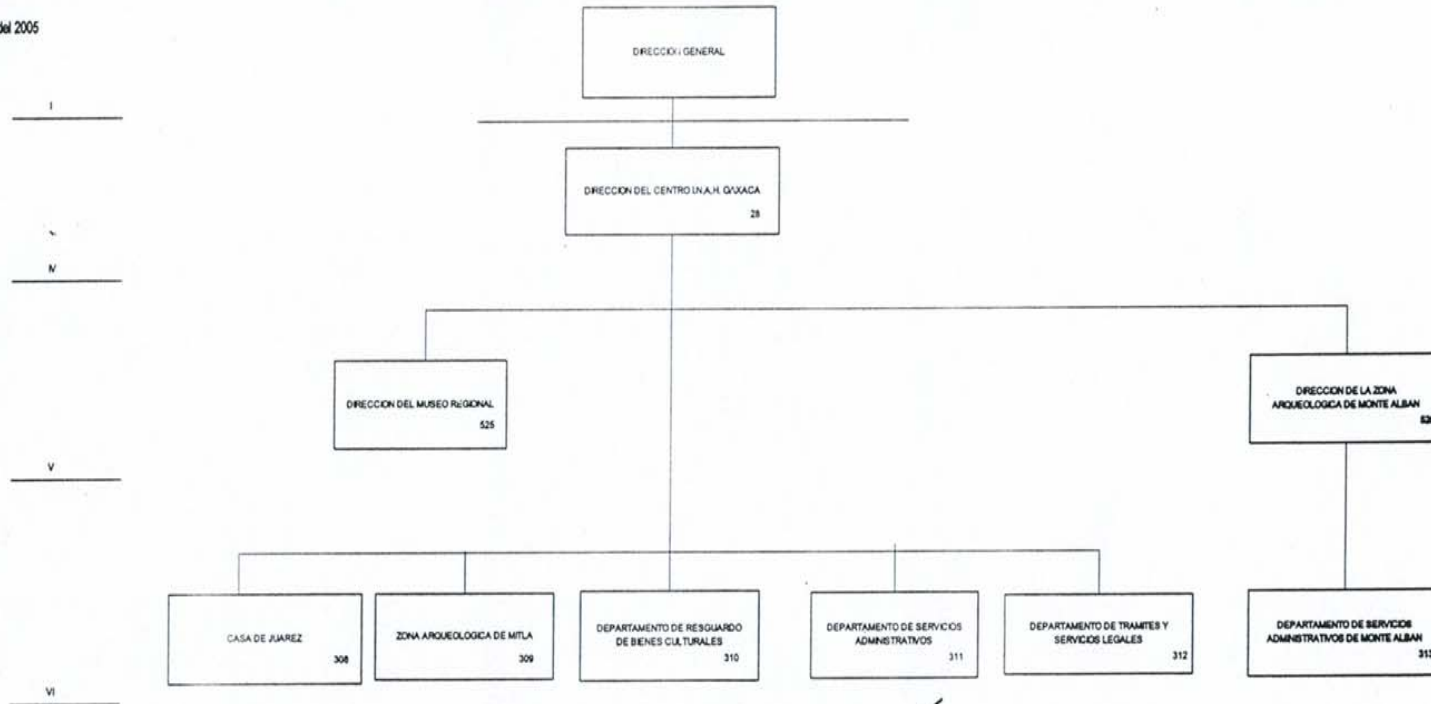 del 2005
DIRECCION GENERAL
I
DIRECCION DEL CENTRO I.N.A.H. OAXACA
28
IV
DIRECCION DEL MUSEO REGIONAL
525
DIRECCION DE LA ZONA
ARQUEOLOGICA DE MONTE ALBAN
V
CASA DE JUAREZ
308
ZONA ARQUEOLOGICA DE MITLA
309
DEPARTAMENTO DE RESGUARDO
DE BIENES CULTURALES
310
DEPARTAMENTO DE SERVICIOS
ADMINISTRATIVOS
311
DEPARTAMENTO DE TRAMITES Y
SERVICIOS LEGALES
312
DEPARTAMENTO DE SERVICIOS
ADMINISTRATIVOS DE MONTE ALBAN
313
VI